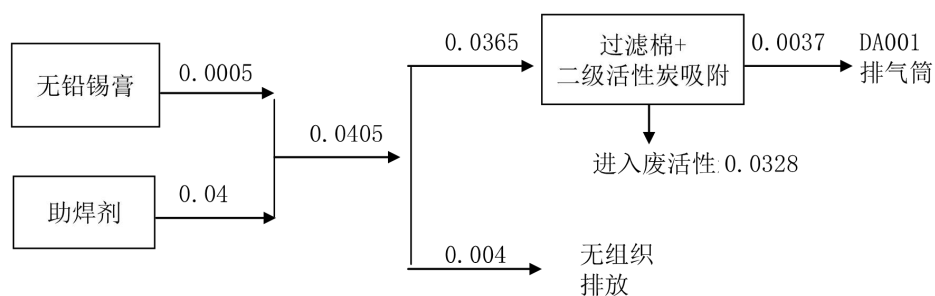 无铅锡膏
0.0005
助焊剂
0.04
0.0405
0.0365
过滤棉+
二级活性炭吸附
0.0037
DA001
排气筒
进入废活性 0.0328
0.004
无组织
排放